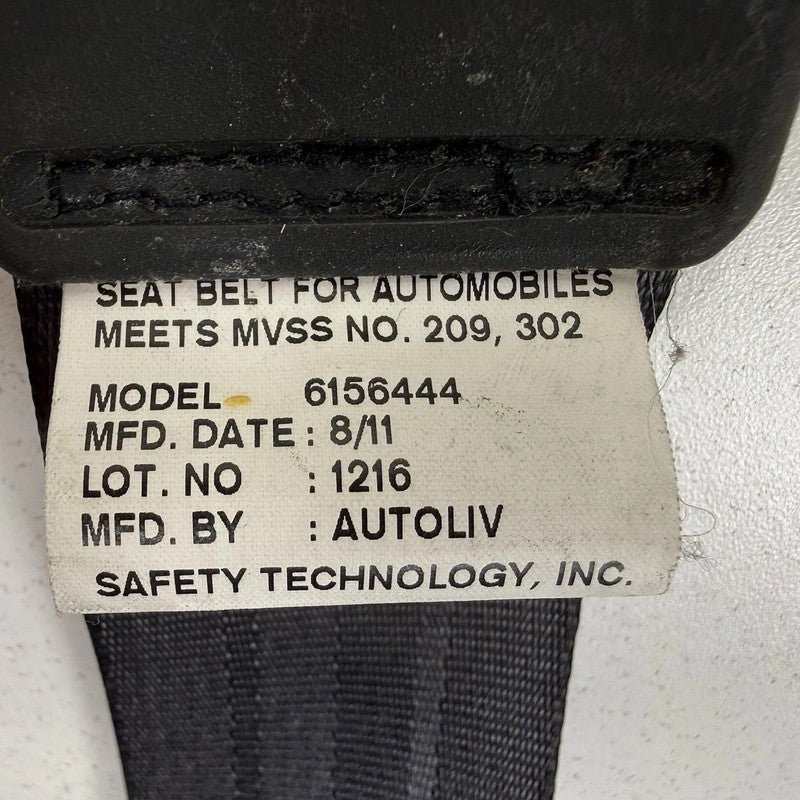 SEAT BELT FOR AUTOMOBILES
MEETS MVSS NO. 209, 302
MODEL 6156444
MFD. DATE : 8/11
LOT. NO : 1216
MFD. BY : AUTOLIV
SAFETY TECHNOLOGY, INC.